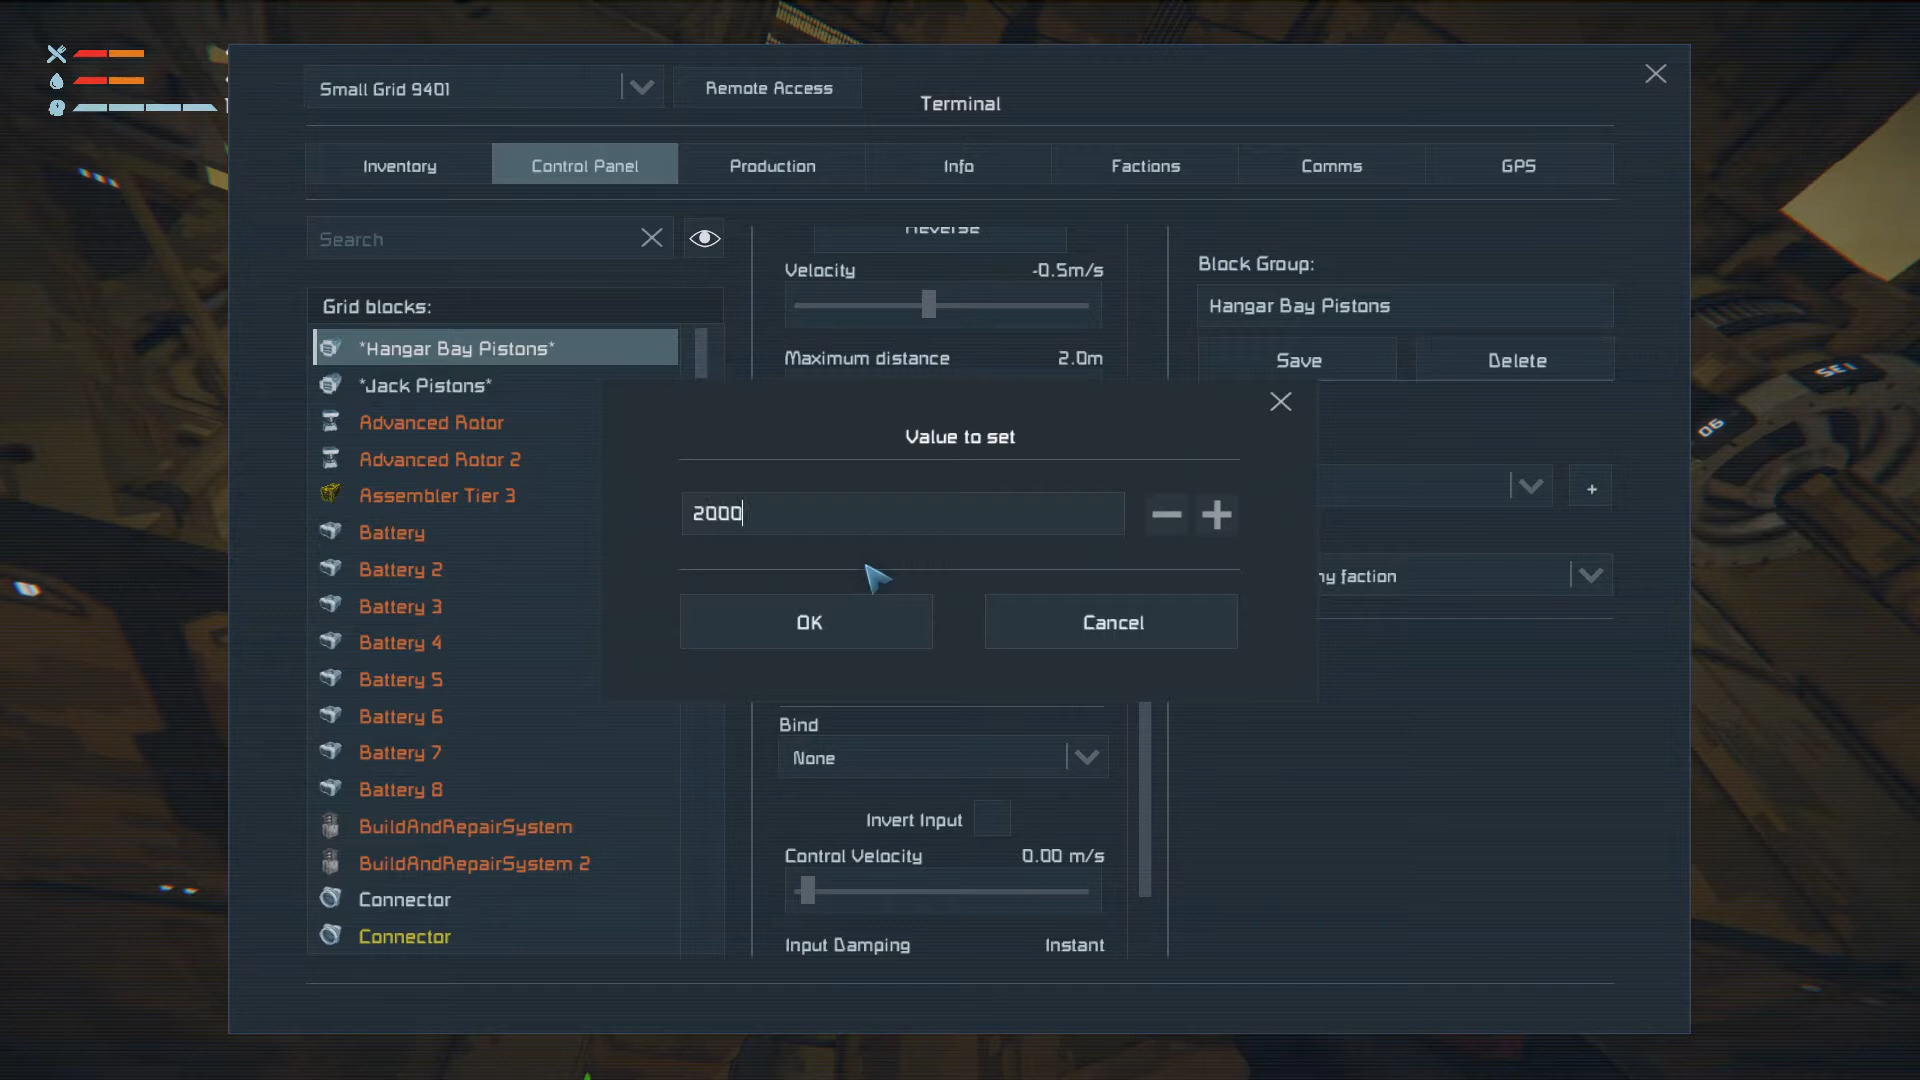 Small Grid 9401
Remote Access
Terminal
Inventory
Control Panel
Production
Info
Factions
Comms
GPS
Search
Grid blocks:
*Hangar Bay Pistons*
*Jack Pistons*
Advanced Rotor
Advanced Rotor 2
Assembler Tier 3
Battery
Battery 2
Battery 3
Battery 4
Battery 5
Battery 6
Battery 7
Battery 8
BuildAndRepairSystem
BuildAndRepairSystem 2
Connector
Connector
Reverse
Velocity -0.5m/s
Maximum distance 2.0m
Value to set
2000
OK
Cancel
Bind
None
Invert Input
Control Velocity 0.00 m/s
Input Damping Instant
Block Group:
Hangar Bay Pistons
Save
Delete
+
faction
06